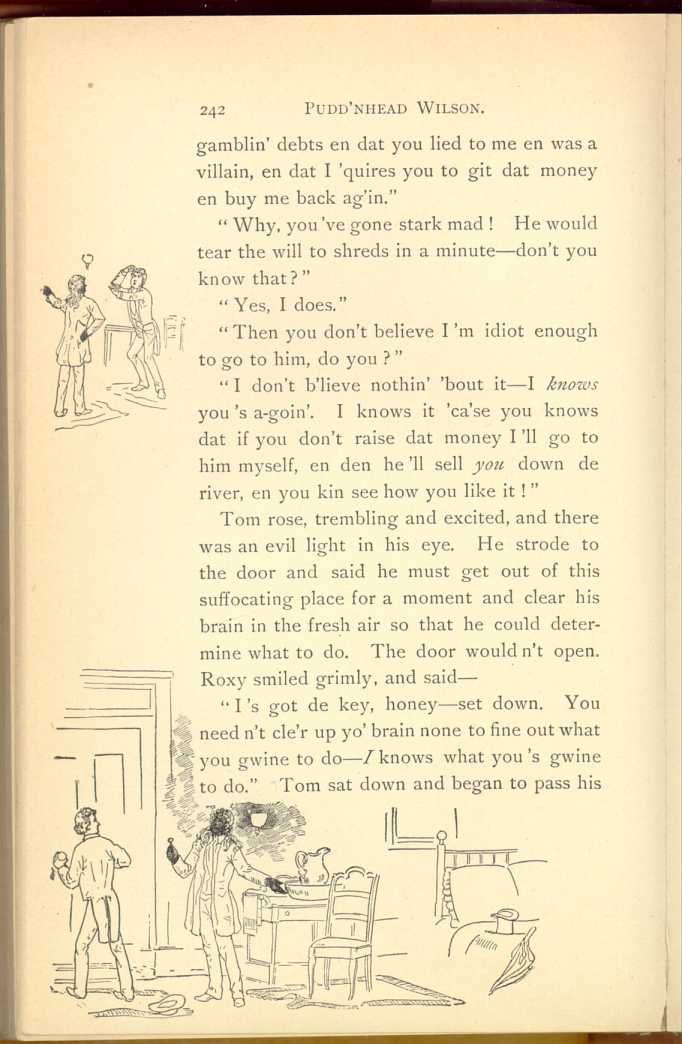 242 PUDD'NHEAD WILSON.
gamblin' debts en dat you lied to me en was a
villain, en dat I 'quires you to git dat money
en buy me back ag'in."
"Why, you 've gone stark mad! He would
tear the will to shreds in a minute—don't you
know that?"
"Yes, I does."
"Then you don't believe I 'm idiot enough
to go to him, do you?"
"I don't b'lieve nothin' 'bout it—I knows
you 's a-goin'. I knows it 'ca'se you knows
dat if you don't raise dat money I 'll go to
him myself, en den he 'll sell you down de
river, en you kin see how you like it!"
Tom rose, trembling and excited, and there
was an evil light in his eye. He strode to
the door and said he must get out of this
suffocating place for a moment and clear his
brain in the fresh air so that he could deter-
mine what to do. The door would n't open.
Roxy smiled grimly, and said—
"I 's got de key, honey—set down. You
need n't cle'r up yo' brain none to fine out what
you gwine to do—I knows what you 's gwine
to do." Tom sat down and began to pass his